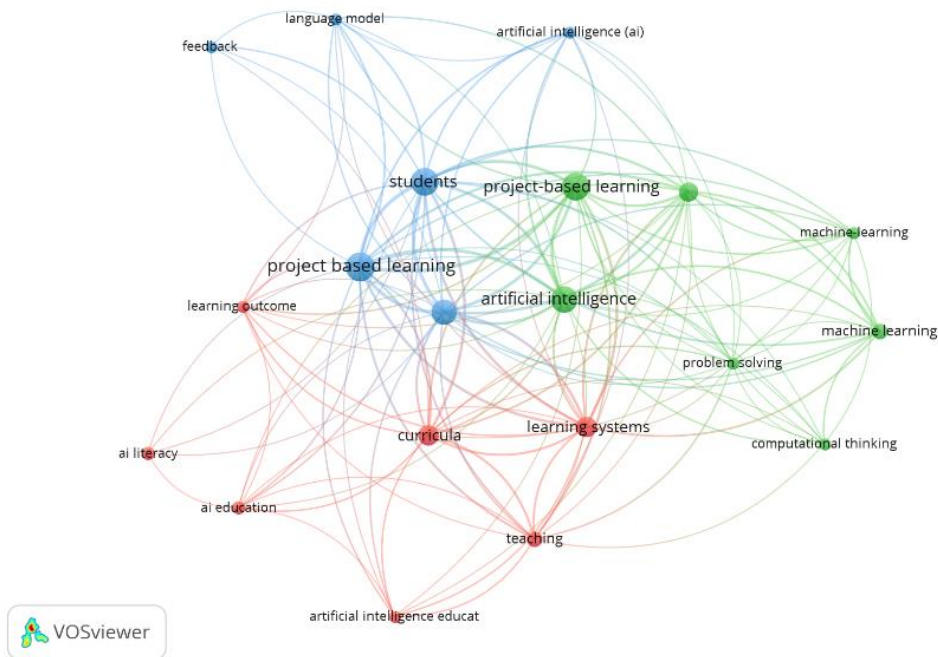 language model
artificial intelligence (ai)
feedback
students
project-based learning
machine-learning
project based learning
learning outcome
artificial intelligence
machine learning
problem solving
curricula
learning systems
computational thinking
ai literacy
ai education
teaching
artificial intelligence educat
VOSviewer